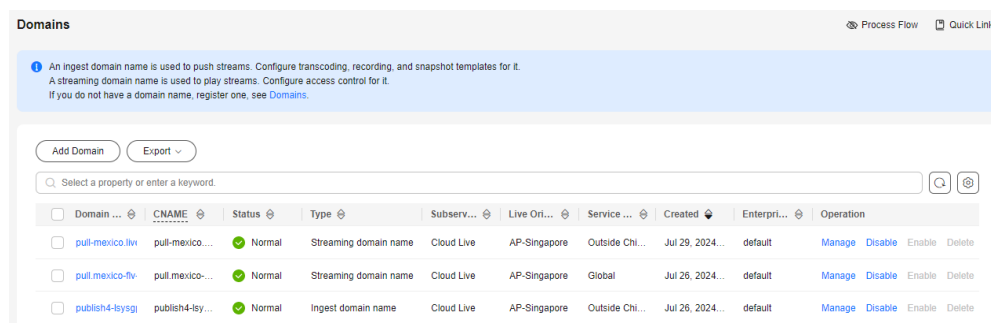 Domains
Process Flow Quick Link
An ingest domain name is used to push streams. Configure transcoding, recording, and snapshot templates for it.
A streaming domain name is used to play streams. Configure access control for it.
If you do not have a domain name, register one, see Domains.
Add Domain Export
Select a property or enter a keyword.
Domain ... CNAME Status Type Subserv... Live Ori... Service ... Created Enterpri... Operation
pull-mexico.live pull-mexico.... Normal Streaming domain name Cloud Live AP-Singapore Outside Chi... Jul 29, 2024... default Manage Disable Enable Delete
pull.mexico-flv- pull.mexico-... Normal Streaming domain name Cloud Live AP-Singapore Global Jul 26, 2024... default Manage Disable Enable Delete
publish4-lsysg publish4-lsy... Normal Ingest domain name Cloud Live AP-Singapore Outside Chi... Jul 26, 2024... default Manage Disable Enable Delete